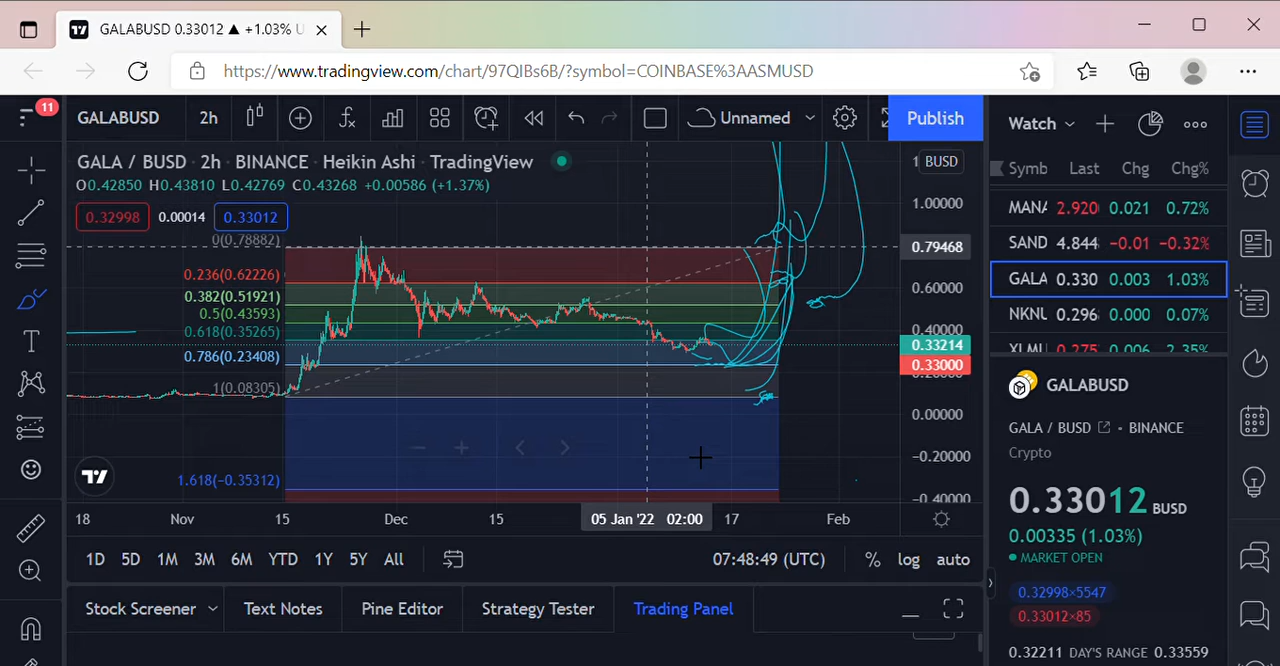 GALABUSD 0.33012 ▲ +1.03% U
https://www.tradingview.com/chart/97QIBs6B/?symbol=COINBASE%3AASMUSD
11
GALABUSD 2h Unnamed Publish Watch
GALA / BUSD · 2h · BINANCE · Heikin Ashi · TradingView
1 BUSD
Symb Last Chg Chg%
O0.42850 H0.43810 L0.42769 C0.43268 +0.00586 (+1.37%)
0.32998 0.00014 0.33012
1.00000
MANA 2.920 0.021 0.72%
0(0.78882)
0.79468
SAND 4.844 −0.01 −0.32%
0.236(0.62226)
0.60000
GALA 0.330 0.003 1.03%
0.382(0.51921)
0.5(0.43593)
0.618(0.35265)
0.40000
NKNU 0.296 0.000 0.07%
0.33214
0.786(0.23408)
0.33000
1(0.08305)
GALABUSD
0.00000
GALA / BUSD · BINANCE
Crypto
−0.20000
1.618(−0.35312)
−0.40000
0.33012 BUSD
18 Nov 15 Dec 15 05 Jan '22 02:00 17 Feb
0.00335 (1.03%)
MARKET OPEN
1D 5D 1M 3M 6M YTD 1Y 5Y All 07:48:49 (UTC) % log auto
0.32998×5547
0.33012×85
Stock Screener Text Notes Pine Editor Strategy Tester Trading Panel
0.32211 DAY'S RANGE 0.33559